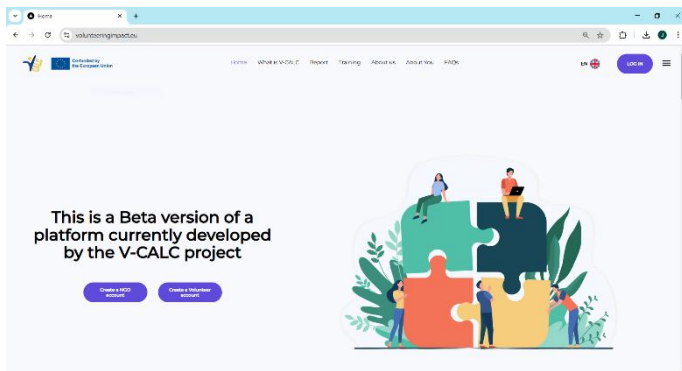 Home
volunteeringimpact.eu
Co-funded by
the European Union
Home What is V-CALC Report Training About us About You FAQs
EN
LOG IN
This is a Beta version of a
platform currently developed
by the V-CALC project
Create a NGO
account
Create a Volunteer
account